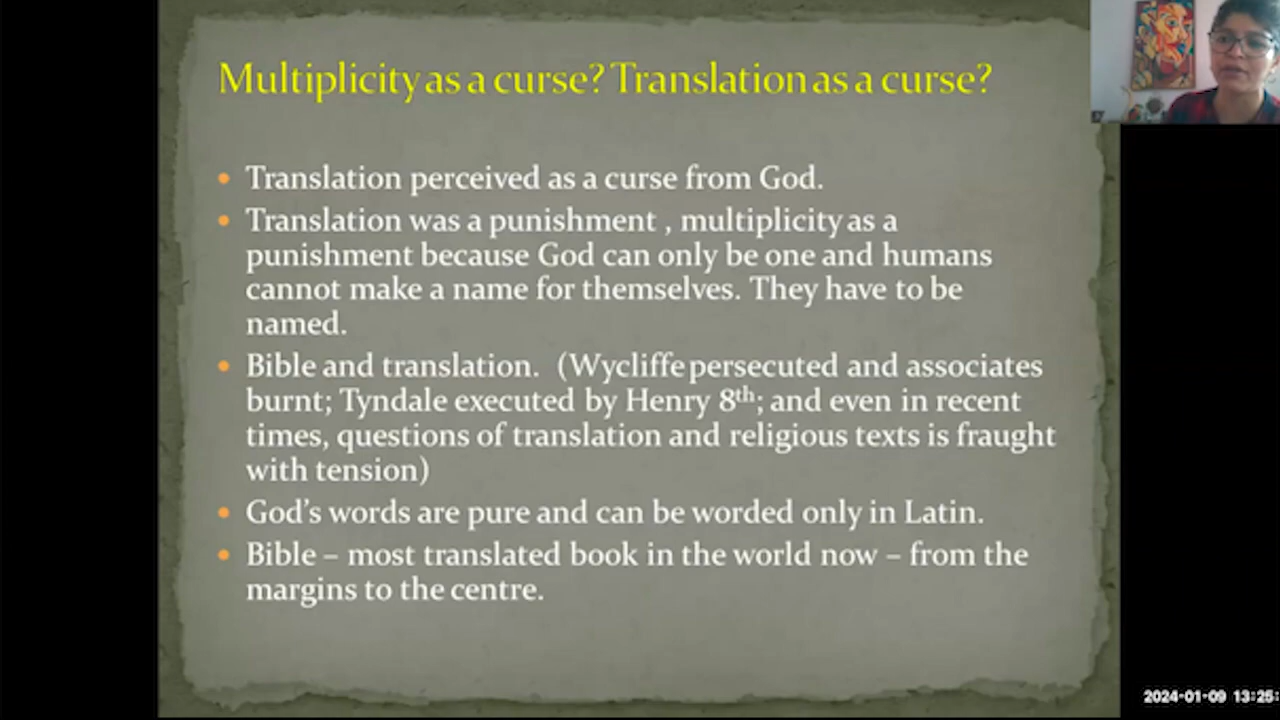 Multiplicity as a curse? Translation as a curse?
• Translation perceived as a curse from God.
• Translation was a punishment , multiplicity as a
punishment because God can only be one and humans
cannot make a name for themselves. They have to be
named.
• Bible and translation. (Wycliffe persecuted and associates
burnt; Tyndale executed by Henry 8th; and even in recent
times, questions of translation and religious texts is fraught
with tension)
• God's words are pure and can be worded only in Latin.
• Bible – most translated book in the world now – from the
margins to the centre.
2024-01-09 13:25: